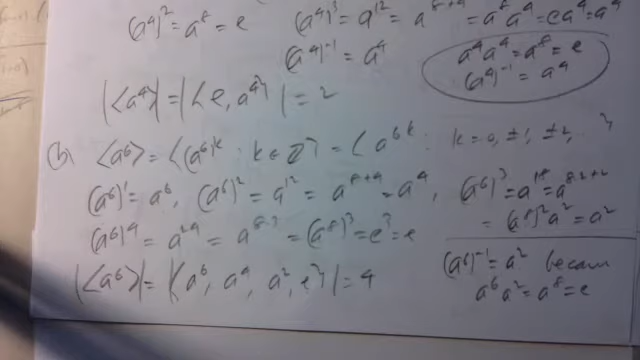 (a⁴)² = a⁸ = e
(a⁴)³ = a¹² = a⁸⁺⁴ = a⁸a⁴ = ea⁴ = a⁴
(a⁴)⁻¹ = a⁴
a⁴a⁴ = a⁸ = e
(a⁴)⁻¹ = a⁴
|<a⁴>| = |{e, a⁴}| = 2
(b) <a⁶> = {(a⁶)ᵏ : k ∈ Z} = {a⁶ᵏ : k = 0, ±1, ±2, }
(a⁶)¹ = a⁶, (a⁶)² = a¹² = a⁸⁺⁴ = a⁴, (a⁶)³ = a¹⁸ = a⁸·²⁺²
= (a⁸)²a² = a²
(a⁶)⁴ = a²⁴ = a⁸·³ = (a⁸)³ = e³ = e
|<a⁶>| = |{a⁶, a⁴, a², e}| = 4
(a⁶)⁻¹ = a² becaus
a⁶a² = a⁸ = e